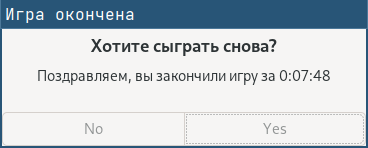 Игра окончена
Хотите сыграть снова?
Поздравляем, вы закончили игру за 0:07:48
No
Yes